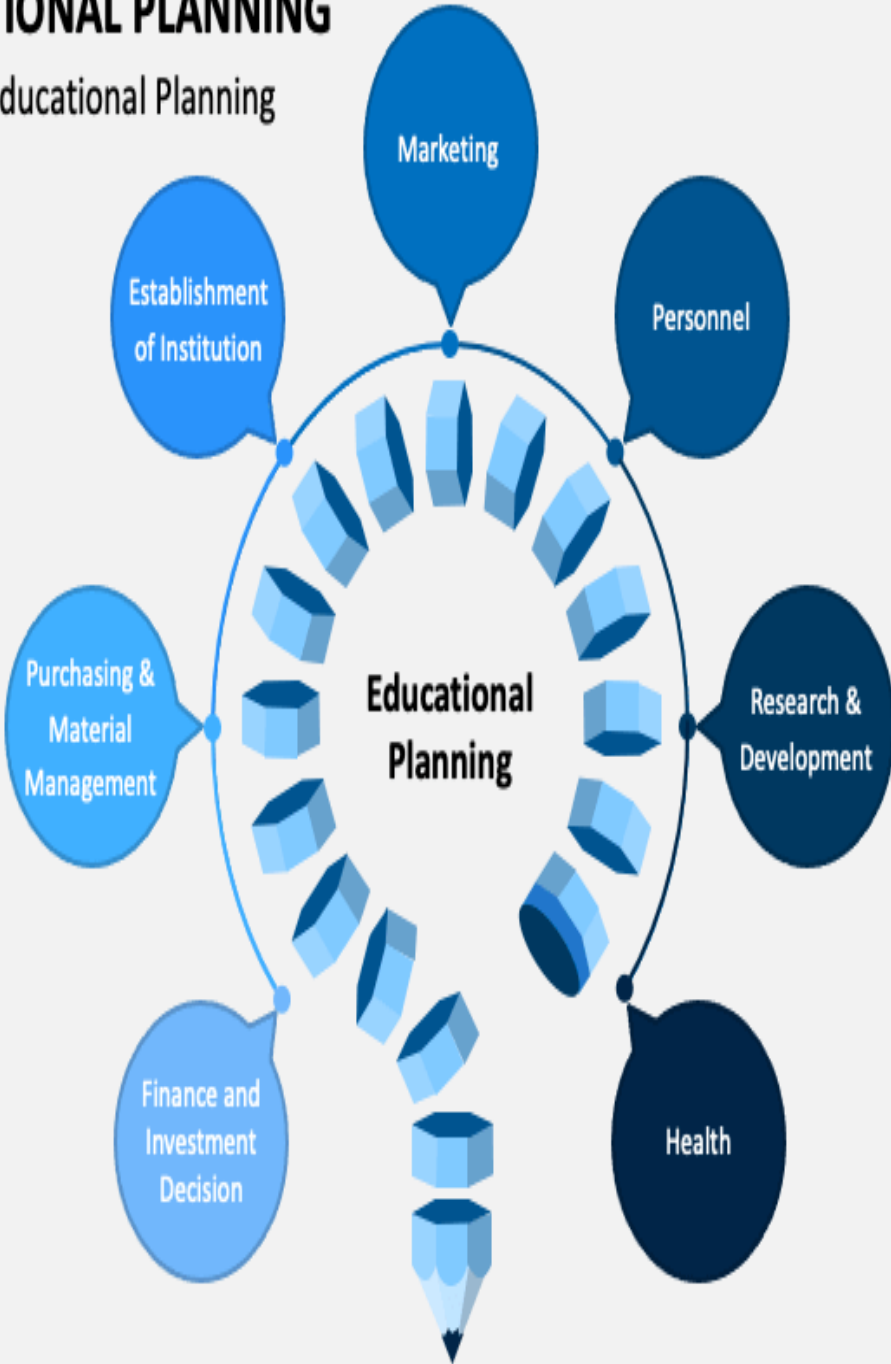 IONAL PLANNING
ducational Planning
Marketing
Establishment
of Institution
Personnel
Purchasing &
Material
Management
Educational
Planning
Research &
Development
Finance and
Investment
Decision
Health